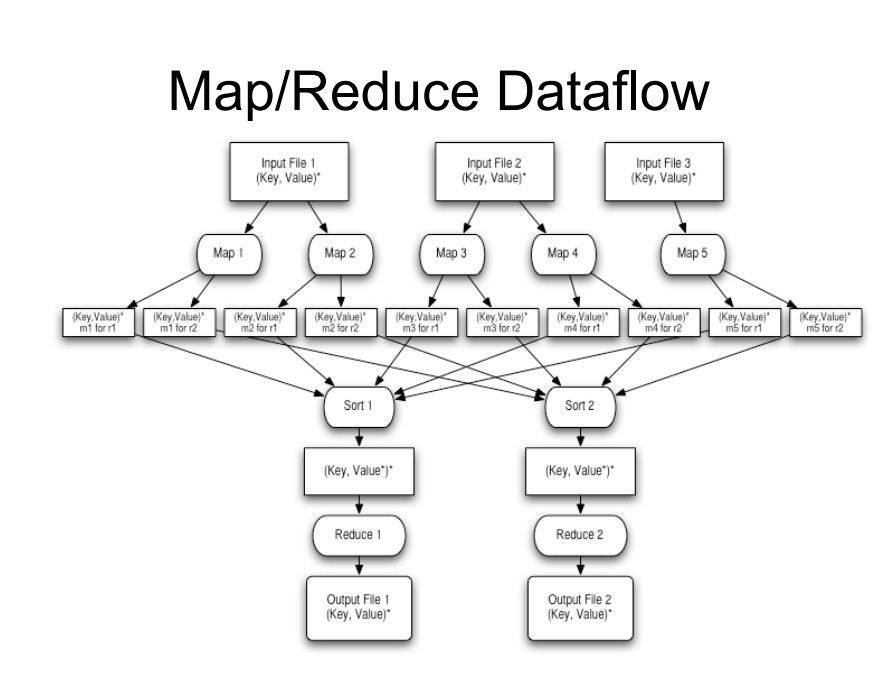 Map/Reduce Dataflow
Input File 1
(Key, Value)*
Input File 2
(Key, Value)*
Input File 3
(Key, Value)*
Map 1
Map 2
Map 3
Map 4
Map 5
(Key,Value)*
m1 for r1
(Key,Value)*
m1 for r2
(Key,Value)*
m2 for r1
(Key,Value)*
m2 for r2
(Key,Value)*
m3 for r1
(Key,Value)*
m3 for r2
(Key,Value)*
m4 for r1
(Key,Value)*
m4 for r2
(Key,Value)*
m5 for r1
(Key,Value)*
m5 for r2
Sort 1
Sort 2
(Key, Value*)*
(Key, Value*)*
Reduce 1
Reduce 2
Output File 1
(Key, Value)*
Output File 2
(Key, Value)*